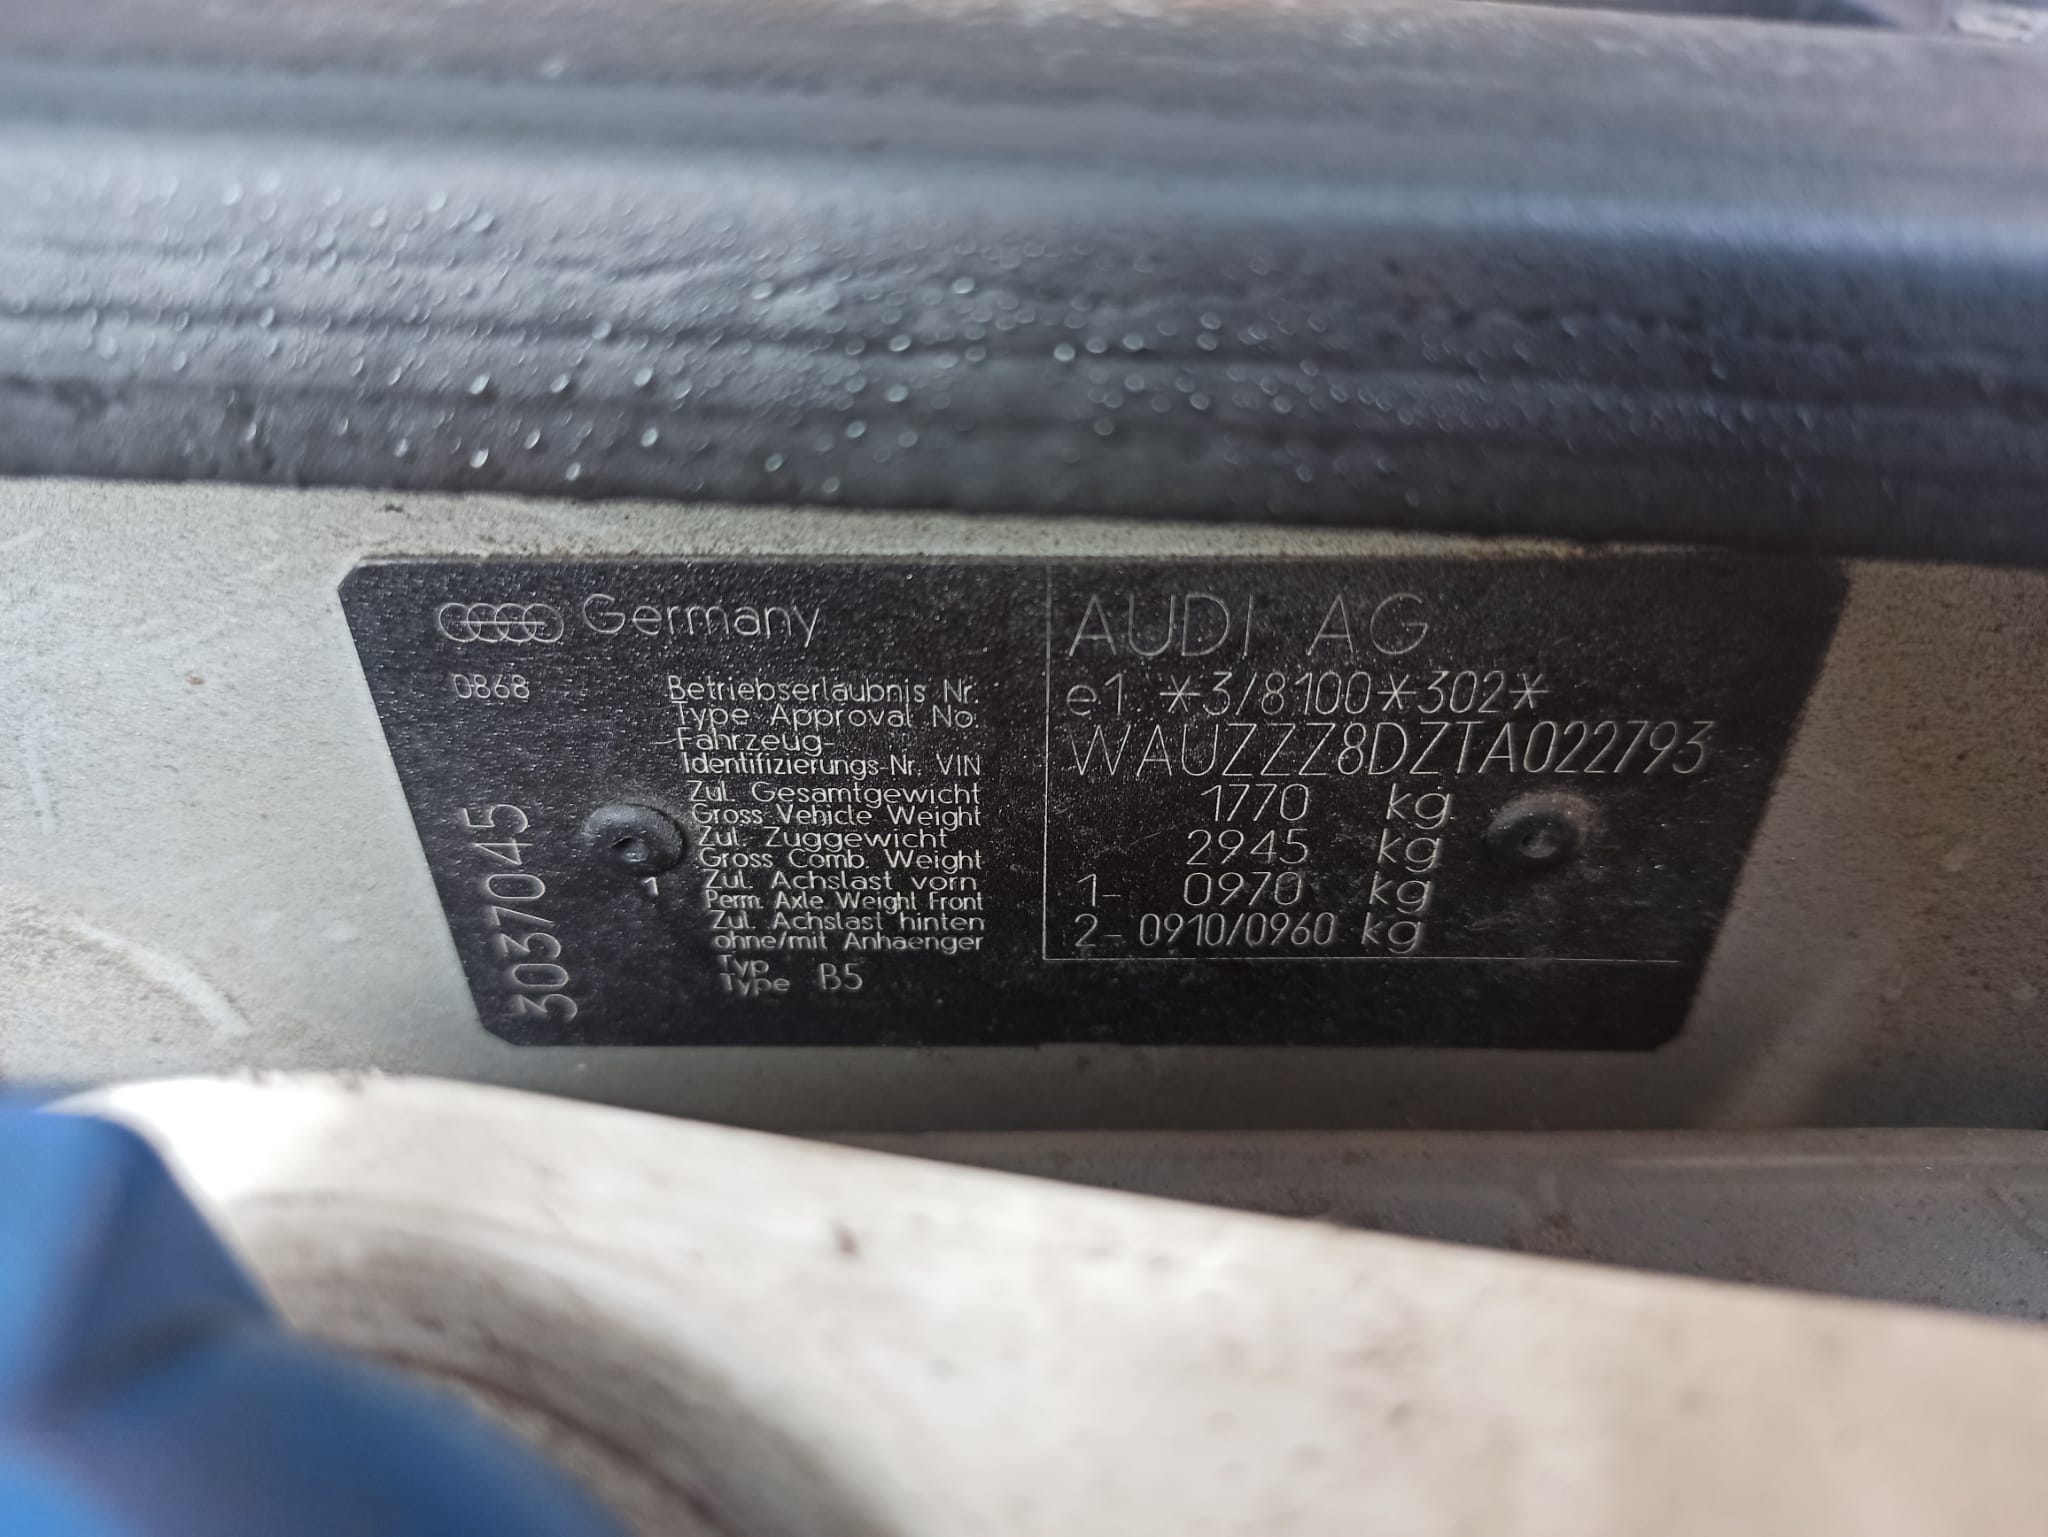 Germany
0868
Betriebserlaubnis Nr.
Type Approval No.
Fahrzeug-
Identifizierungs-Nr. VIN
Zul. Gesamtgewicht
Gross Vehicle Weight
Zul. Zuggewicht
Gross Comb. Weight
1 Zul. Achslast vorn
Perm. Axle. Weight Front
Zul. Achslast hinten
ohne/mit Anhaenger
Typ
Type B5
3037045
AUDI AG
e1 *3/8100*302*
WAUZZZ8DZTA022793
1770 kg
2945 kg
1- 0970 kg
2- 0910/0960 kg